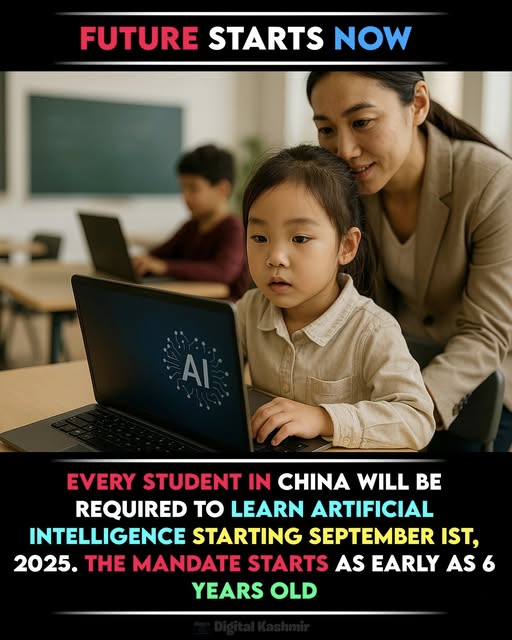 FUTURE STARTS NOW
AI
EVERY STUDENT IN CHINA WILL BE
REQUIRED TO LEARN ARTIFICIAL
INTELLIGENCE STARTING SEPTEMBER 1ST,
2025. THE MANDATE STARTS AS EARLY AS 6
YEARS OLD
Digital Kashmir